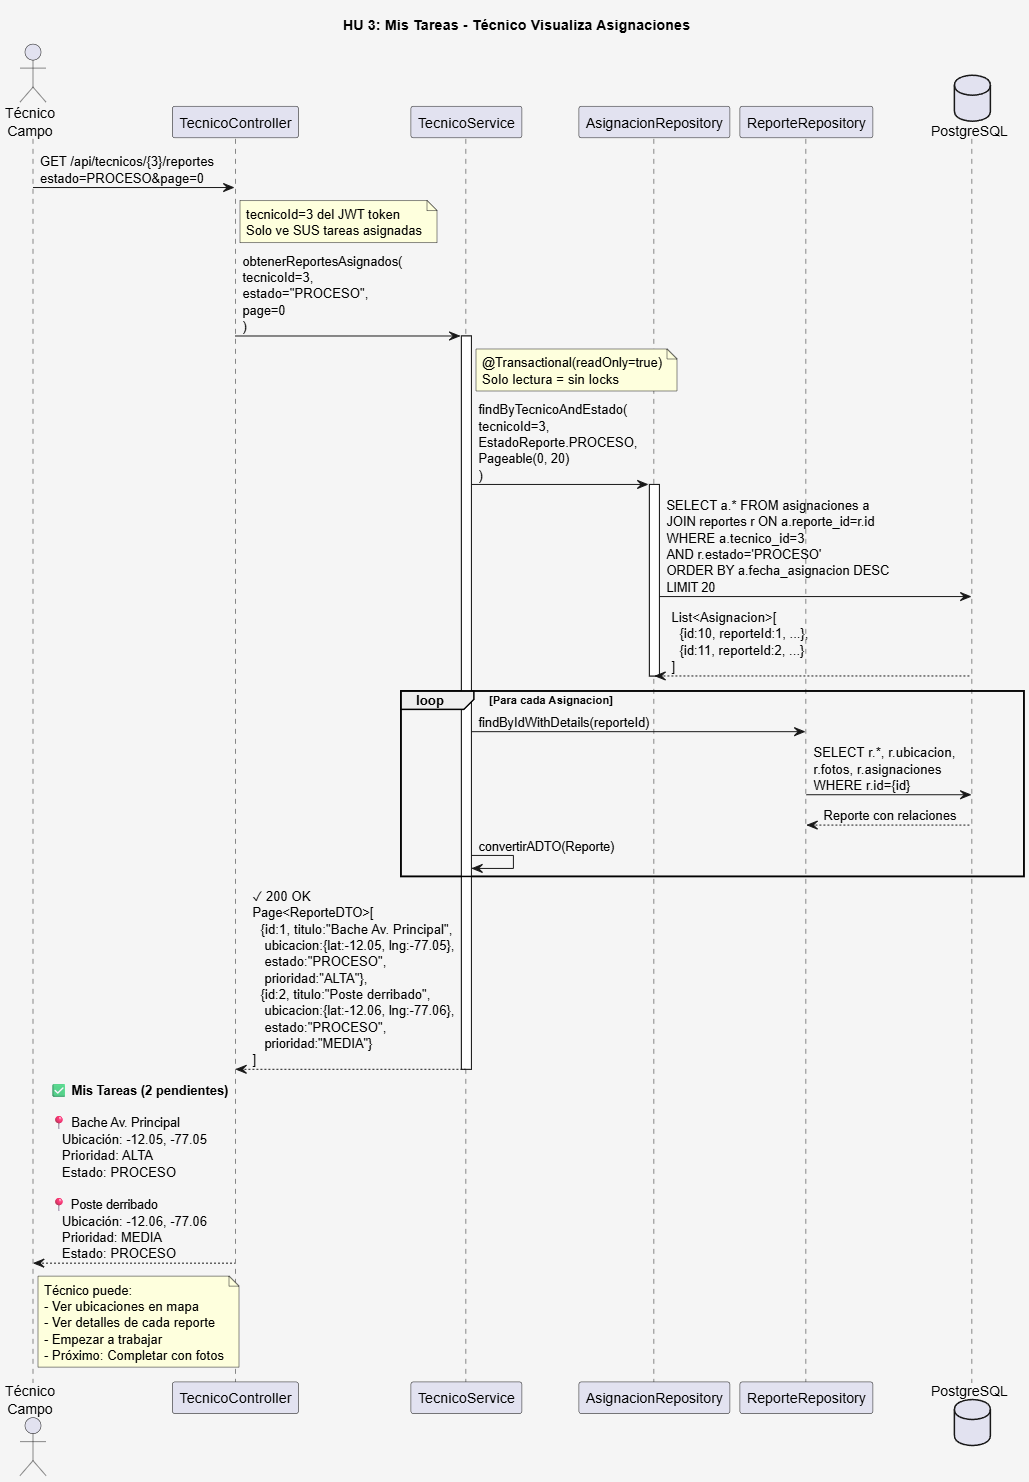 HU 3: Mis Tareas - Técnico Visualiza Asignaciones
Técnico
Campo
TecnicoController
TecnicoService
AsignacionRepository
ReporteRepository
PostgreSQL
GET /api/tecnicos/{3}/reportes
estado=PROCESO&page=0
tecnicoId=3 del JWT token
Solo ve SUS tareas asignadas
obtenerReportesAsignados(
tecnicoId=3,
estado="PROCESO",
page=0
)
@Transactional(readOnly=true)
Solo lectura = sin locks
findByTecnicoAndEstado(
tecnicoId=3,
EstadoReporte.PROCESO,
Pageable(0, 20)
)
SELECT a.* FROM asignaciones a
JOIN reportes r ON a.reporte_id=r.id
WHERE a.tecnico_id=3
AND r.estado='PROCESO'
ORDER BY a.fecha_asignacion DESC
LIMIT 20
List<Asignacion>[
{id:10, reporteId:1, ...},
{id:11, reporteId:2, ...}
]
loop
[Para cada Asignacion]
findByIdWithDetails(reporteId)
SELECT r.*, r.ubicacion,
r.fotos, r.asignaciones
WHERE r.id={id}
Reporte con relaciones
convertirADTO(Reporte)
✓ 200 OK
Page<ReporteDTO>[
{id:1, titulo:"Bache Av. Principal",
ubicacion:{lat:-12.05, lng:-77.05},
estado:"PROCESO",
prioridad:"ALTA"},
{id:2, titulo:"Poste derribado",
ubicacion:{lat:-12.06, lng:-77.06},
estado:"PROCESO",
prioridad:"MEDIA"}
]
✅ Mis Tareas (2 pendientes)
📍 Bache Av. Principal
Ubicación: -12.05, -77.05
Prioridad: ALTA
Estado: PROCESO
📍 Poste derribado
Ubicación: -12.06, -77.06
Prioridad: MEDIA
Estado: PROCESO
Técnico puede:
- Ver ubicaciones en mapa
- Ver detalles de cada reporte
- Empezar a trabajar
- Próximo: Completar con fotos
Técnico
Campo
TecnicoController
TecnicoService
AsignacionRepository
ReporteRepository
PostgreSQL